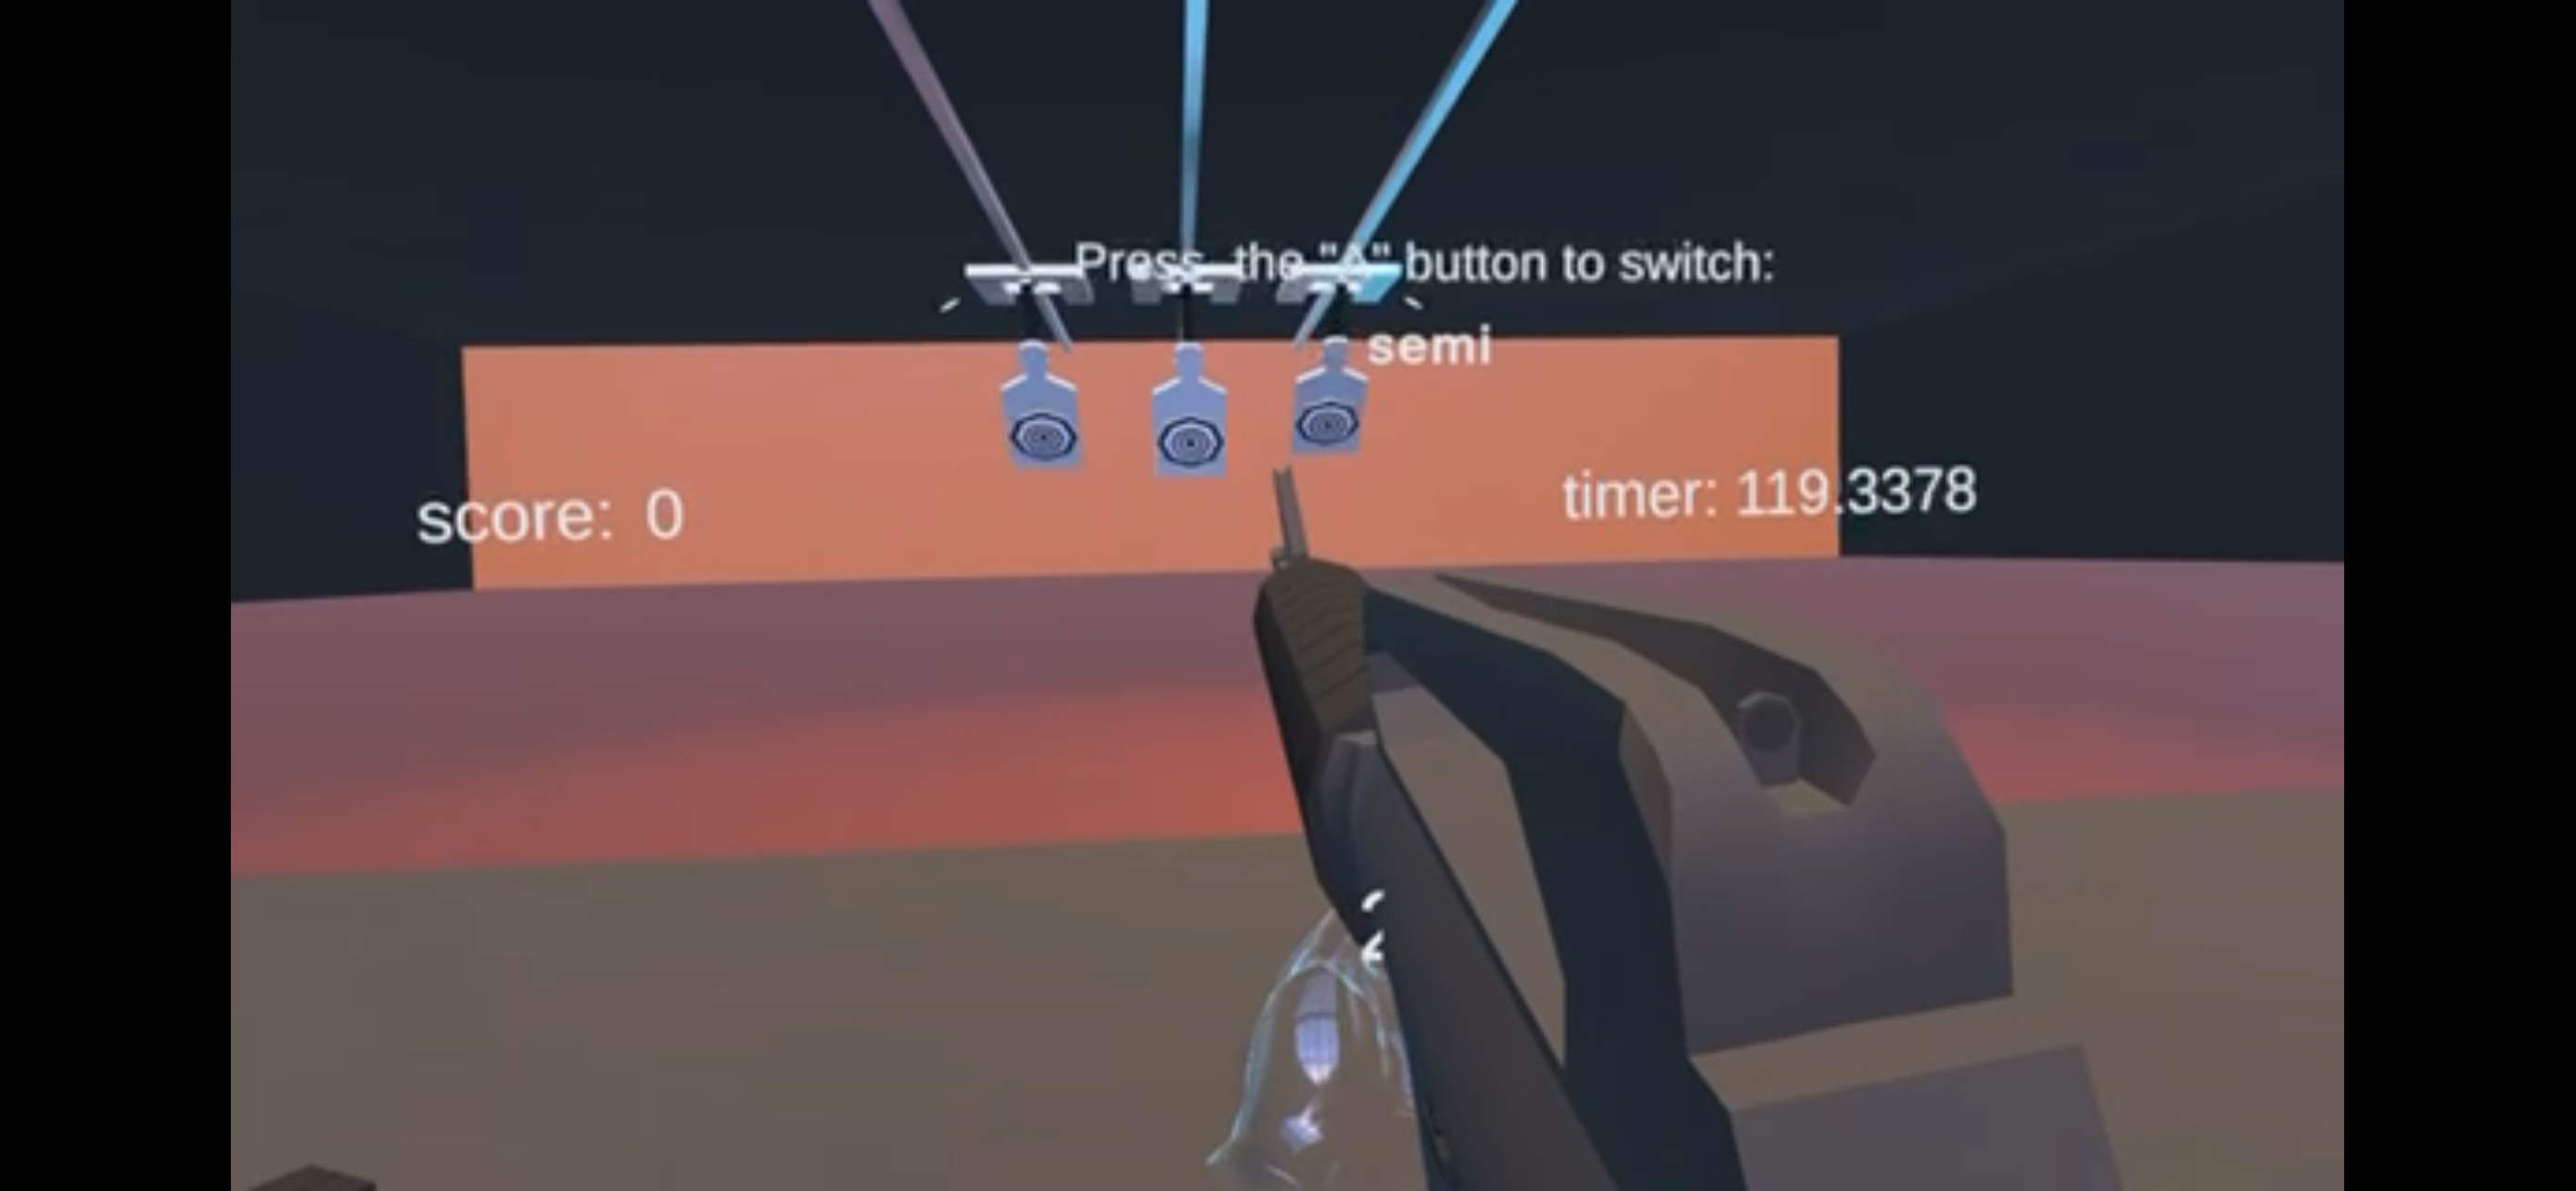 Press the "A" button to switch:
semi
score: 0
timer: 119.3378